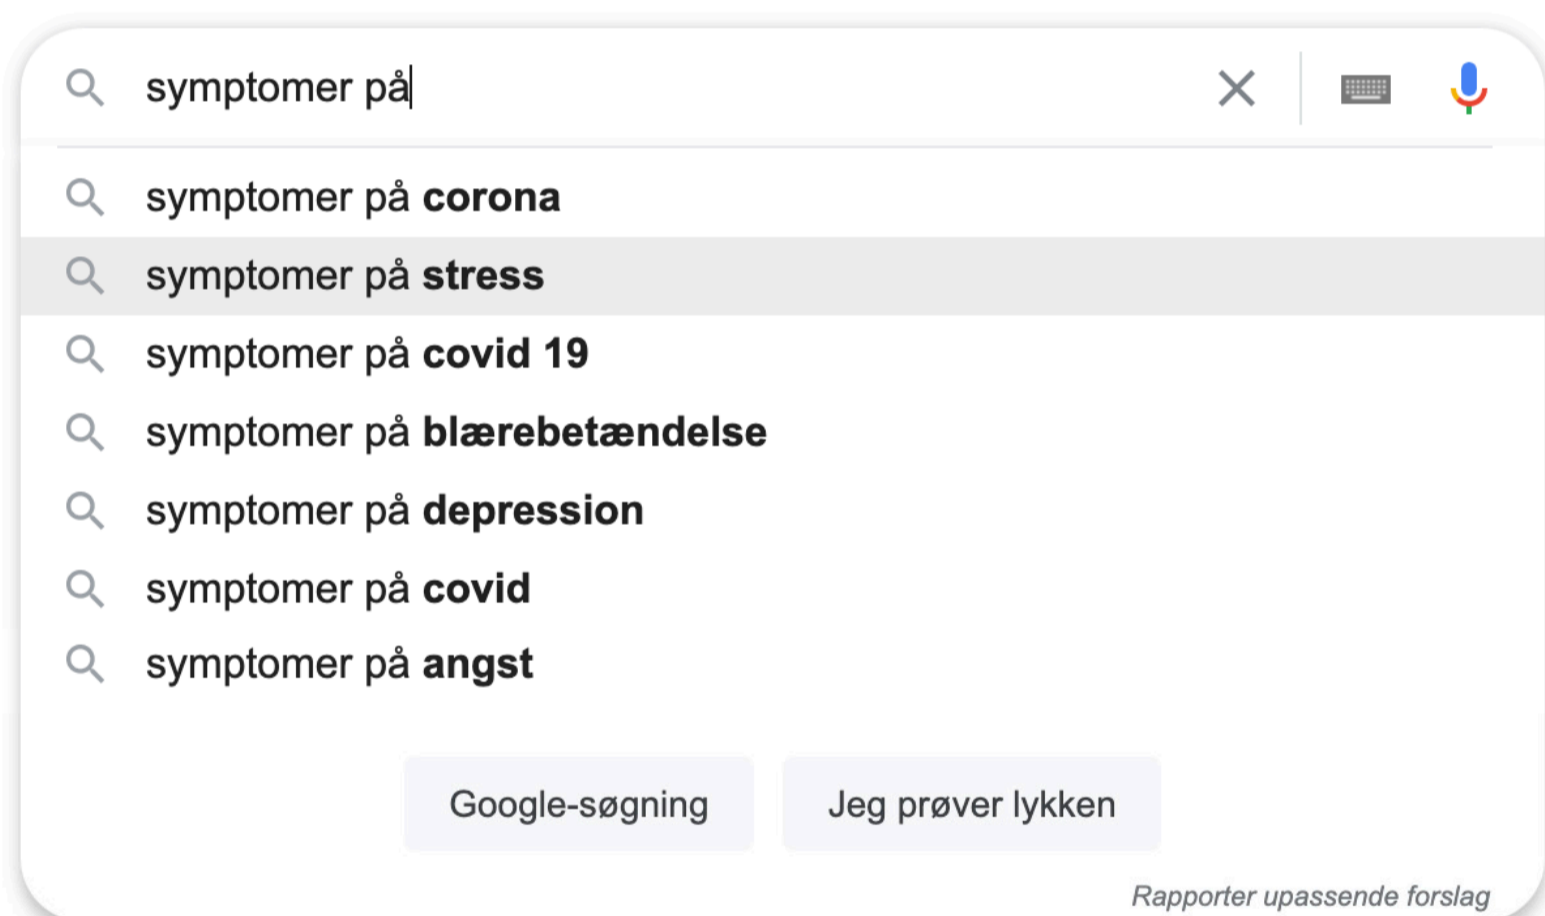 symptomer på
symptomer på corona
symptomer på stress
symptomer på covid 19
symptomer på blærebetændelse
symptomer på depression
symptomer på covid
symptomer på angst
Google-søgning Jeg prøver lykken
Rapporter upassende forslag